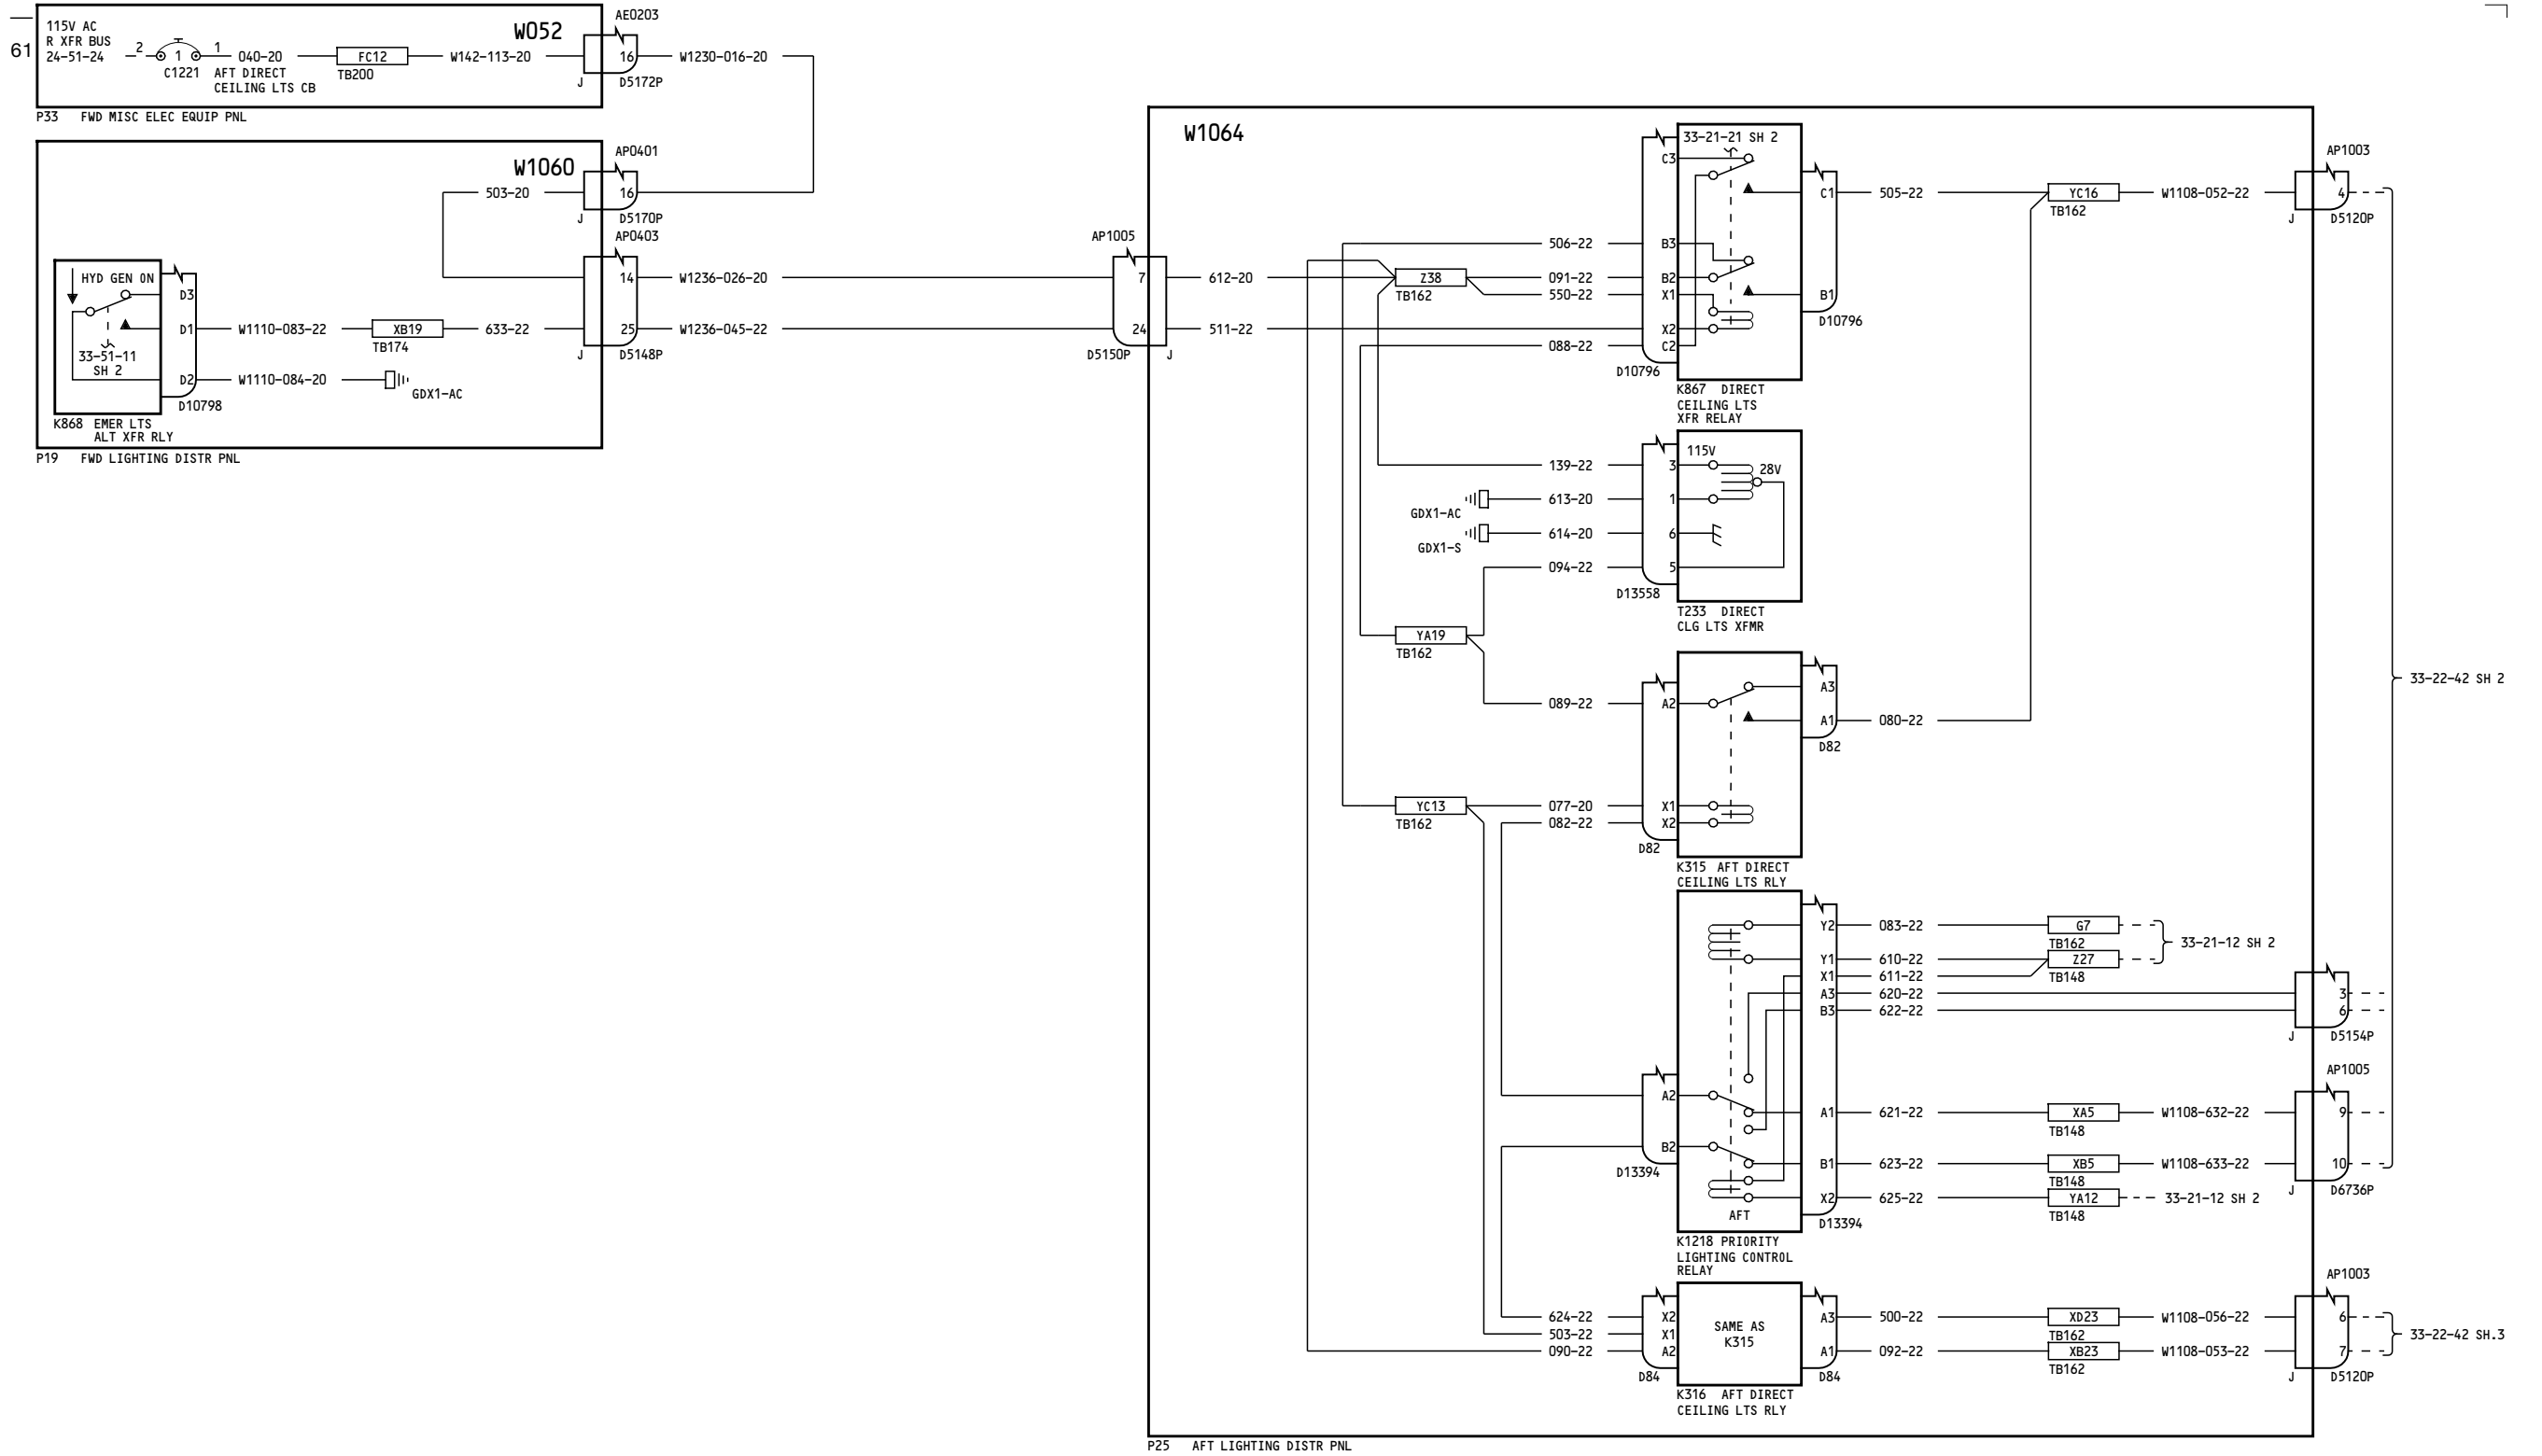 61
115V AC
R XFR BUS
24-51-24
2
1
1
C1221
040-20
AFT DIRECT
CEILING LTS CB
FC12
TB200
W142-113-20
W052
AE0203
16
J
D5172P
W1230-016-20
P33 FWD MISC ELEC EQUIP PNL
W1060
AP0401
503-20
16
J
D5170P
AP0403
HYD GEN ON
D3
D1
D2
33-51-11
SH 2
D10798
K868 EMER LTS
ALT XFR RLY
W1110-083-22
XB19
TB174
633-22
W1110-084-20
GDX1-AC
14
25
J
D5148P
W1236-026-20
W1236-045-22
P19 FWD LIGHTING DISTR PNL
W1064
AP1005
7
24
D5150P
J
612-20
511-22
Z38
TB162
506-22
091-22
550-22
088-22
C3
B3
B2
X1
X2
C2
D10796
33-21-21 SH 2
C1
B1
D10796
K867 DIRECT
CEILING LTS
XFR RELAY
505-22
YC16
TB162
W1108-052-22
AP1003
4
J
D5120P
139-22
GDX1-AC
613-20
GDX1-S
614-20
094-22
3
1
6
5
D13558
115V
28V
T233 DIRECT
CLG LTS XFMR
YA19
TB162
089-22
A2
A3
A1
D82
080-22
33-22-42 SH 2
YC13
TB162
077-20
082-22
X1
X2
D82
K315 AFT DIRECT
CEILING LTS RLY
Y2
Y1
X1
A3
B3
083-22
610-22
611-22
620-22
622-22
G7
TB162
Z27
TB148
33-21-12 SH 2
3
6
J
D5154P
AP1005
A2
B2
D13394
A1
B1
X2
D13394
AFT
K1218 PRIORITY
LIGHTING CONTROL
RELAY
621-22
623-22
625-22
XA5
TB148
XB5
TB148
YA12
TB148
W1108-632-22
W1108-633-22
33-21-12 SH 2
9
10
J
D6736P
AP1003
624-22
503-22
090-22
X2
X1
A2
D84
SAME AS
K315
A3
A1
D84
K316 AFT DIRECT
CEILING LTS RLY
500-22
092-22
XD23
TB162
XB23
TB162
W1108-056-22
W1108-053-22
6
7
J
D5120P
33-22-42 SH.3
P25 AFT LIGHTING DISTR PNL